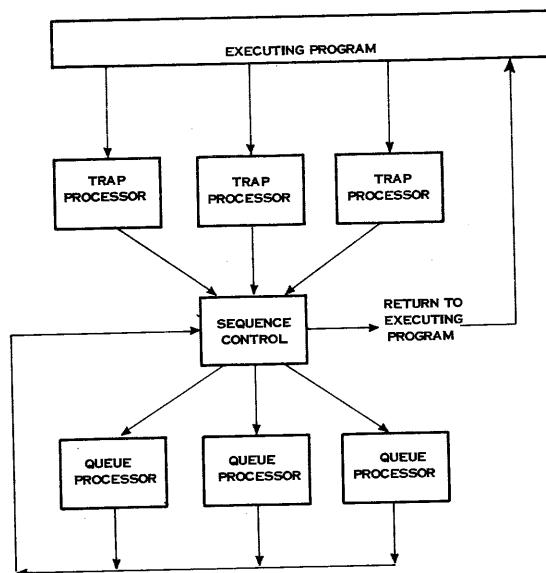 EXECUTING PROGRAM
TRAP
PROCESSOR
TRAP
PROCESSOR
TRAP
PROCESSOR
SEQUENCE
CONTROL
RETURN TO
EXECUTING
PROGRAM
QUEUE
PROCESSOR
QUEUE
PROCESSOR
QUEUE
PROCESSOR